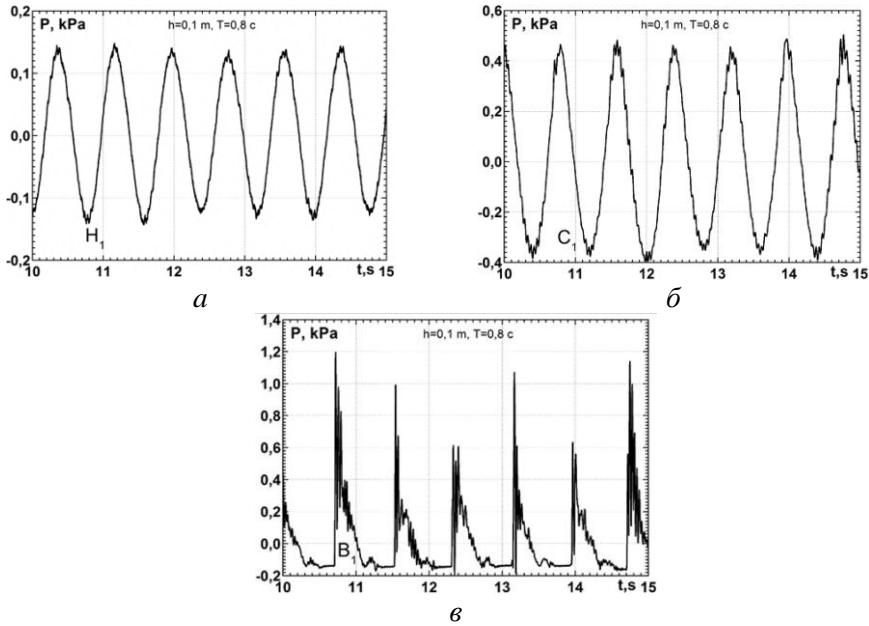 P, kPa
h=0,1 m, T=0,8 c
0,2
0,1
0,0
-0,1
-0,2
H1
10 11 12 13 14 t,s 15
а
P, kPa
h=0,1 m, T=0,8 c
0,6
0,4
0,2
0,0
-0,2
-0,4
C1
10 11 12 13 14 t,s 15
б
P, kPa
h=0,1 m, T=0,8 c
1,4
1,2
1,0
0,8
0,6
0,4
0,2
0,0
-0,2
B1
10 11 12 13 14 t,s 15
в